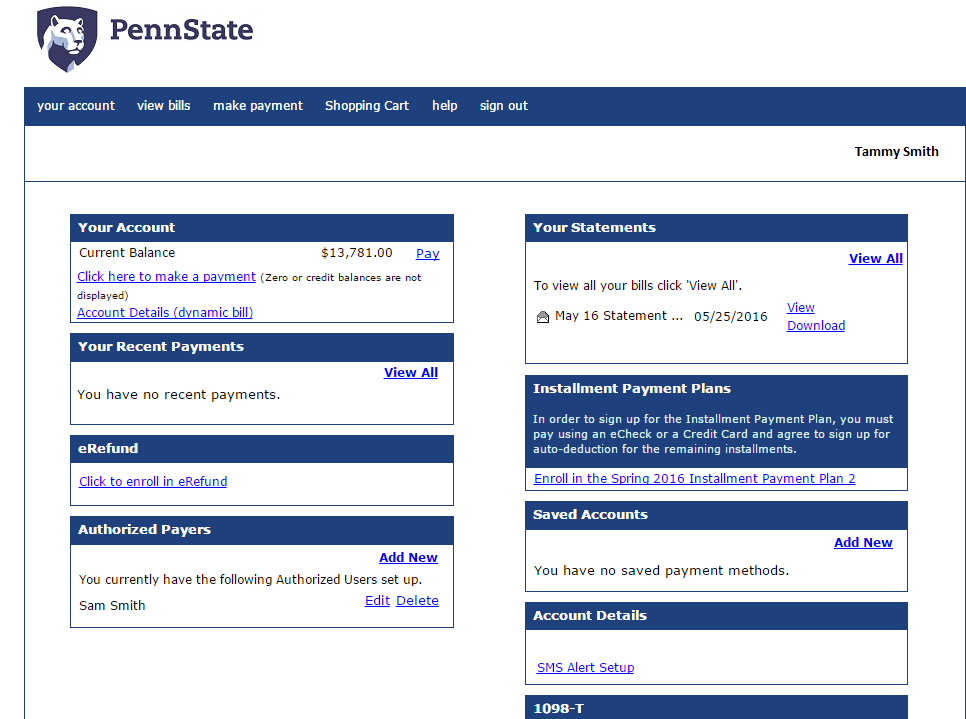 PennState
your account view bills make payment Shopping Cart help sign out
Tammy Smith
Your Account
Current Balance $13,781.00 Pay
Click here to make a payment (Zero or credit balances are not
displayed)
Account Details (dynamic bill)
Your Recent Payments
View All
You have no recent payments.
eRefund
Click to enroll in eRefund
Authorized Payers
Add New
You currently have the following Authorized Users set up.
Sam Smith Edit Delete
Your Statements
View All
To view all your bills click 'View All'.
May 16 Statement ... 05/25/2016 View
Download
Installment Payment Plans
In order to sign up for the Installment Payment Plan, you must
pay using an eCheck or a Credit Card and agree to sign up for
auto-deduction for the remaining installments.
Enroll in the Spring 2016 Installment Payment Plan 2
Saved Accounts
Add New
You have no saved payment methods.
Account Details
SMS Alert Setup
1098-T